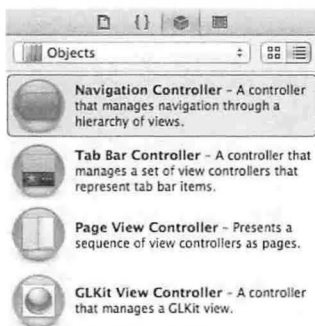 { }
Objects
Navigation Controller - A controller
that manages navigation through a
hierarchy of views.
Tab Bar Controller - A controller that
manages a set of view controllers that
represent tab bar items.
Page View Controller - Presents a
sequence of view controllers as pages.
GLKit View Controller - A controller
that manages a GLKit view.